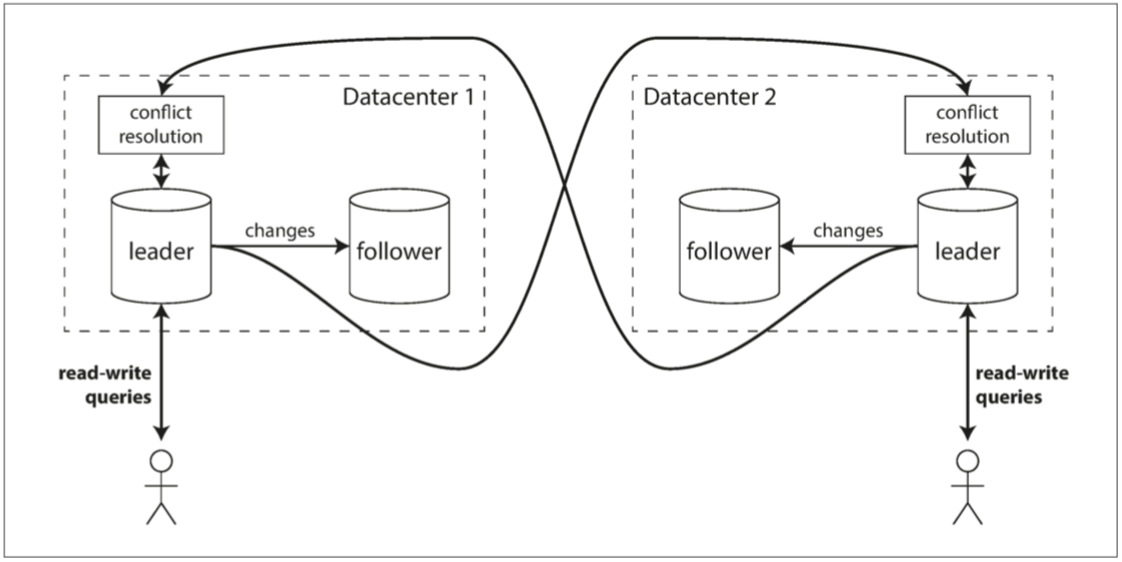 Datacenter 1
conflict
resolution
leader
changes
follower
read-write
queries
Datacenter 2
conflict
resolution
follower
changes
leader
read-write
queries